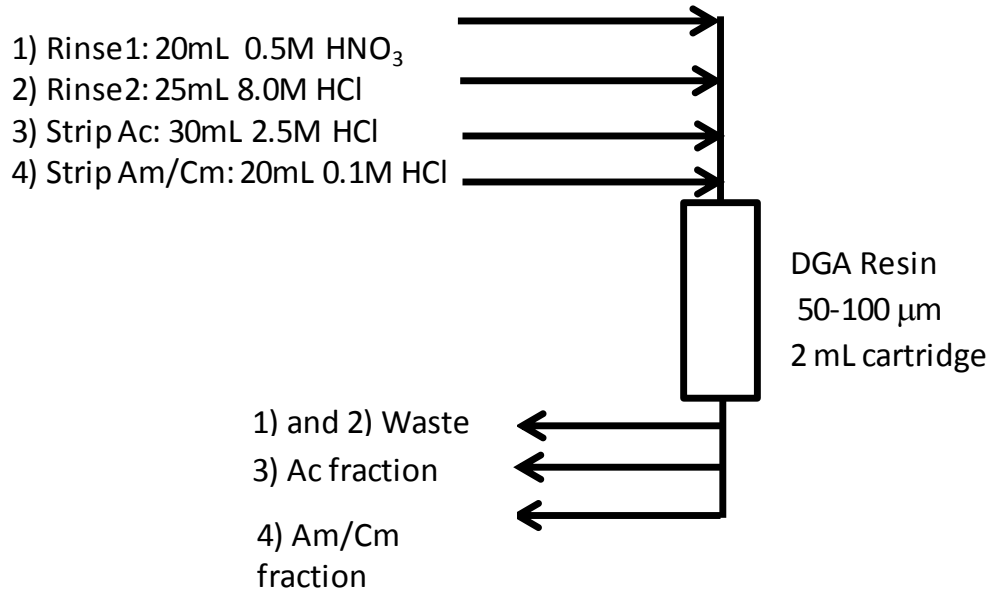 1) Rinse1: 20mL 0.5M HNO₃
2) Rinse2: 25mL 8.0M HCl
3) Strip Ac: 30mL 2.5M HCl
4) Strip Am/Cm: 20mL 0.1M HCl
DGA Resin
50-100 μm
2 mL cartridge
1) and 2) Waste
3) Ac fraction
4) Am/Cm
fraction